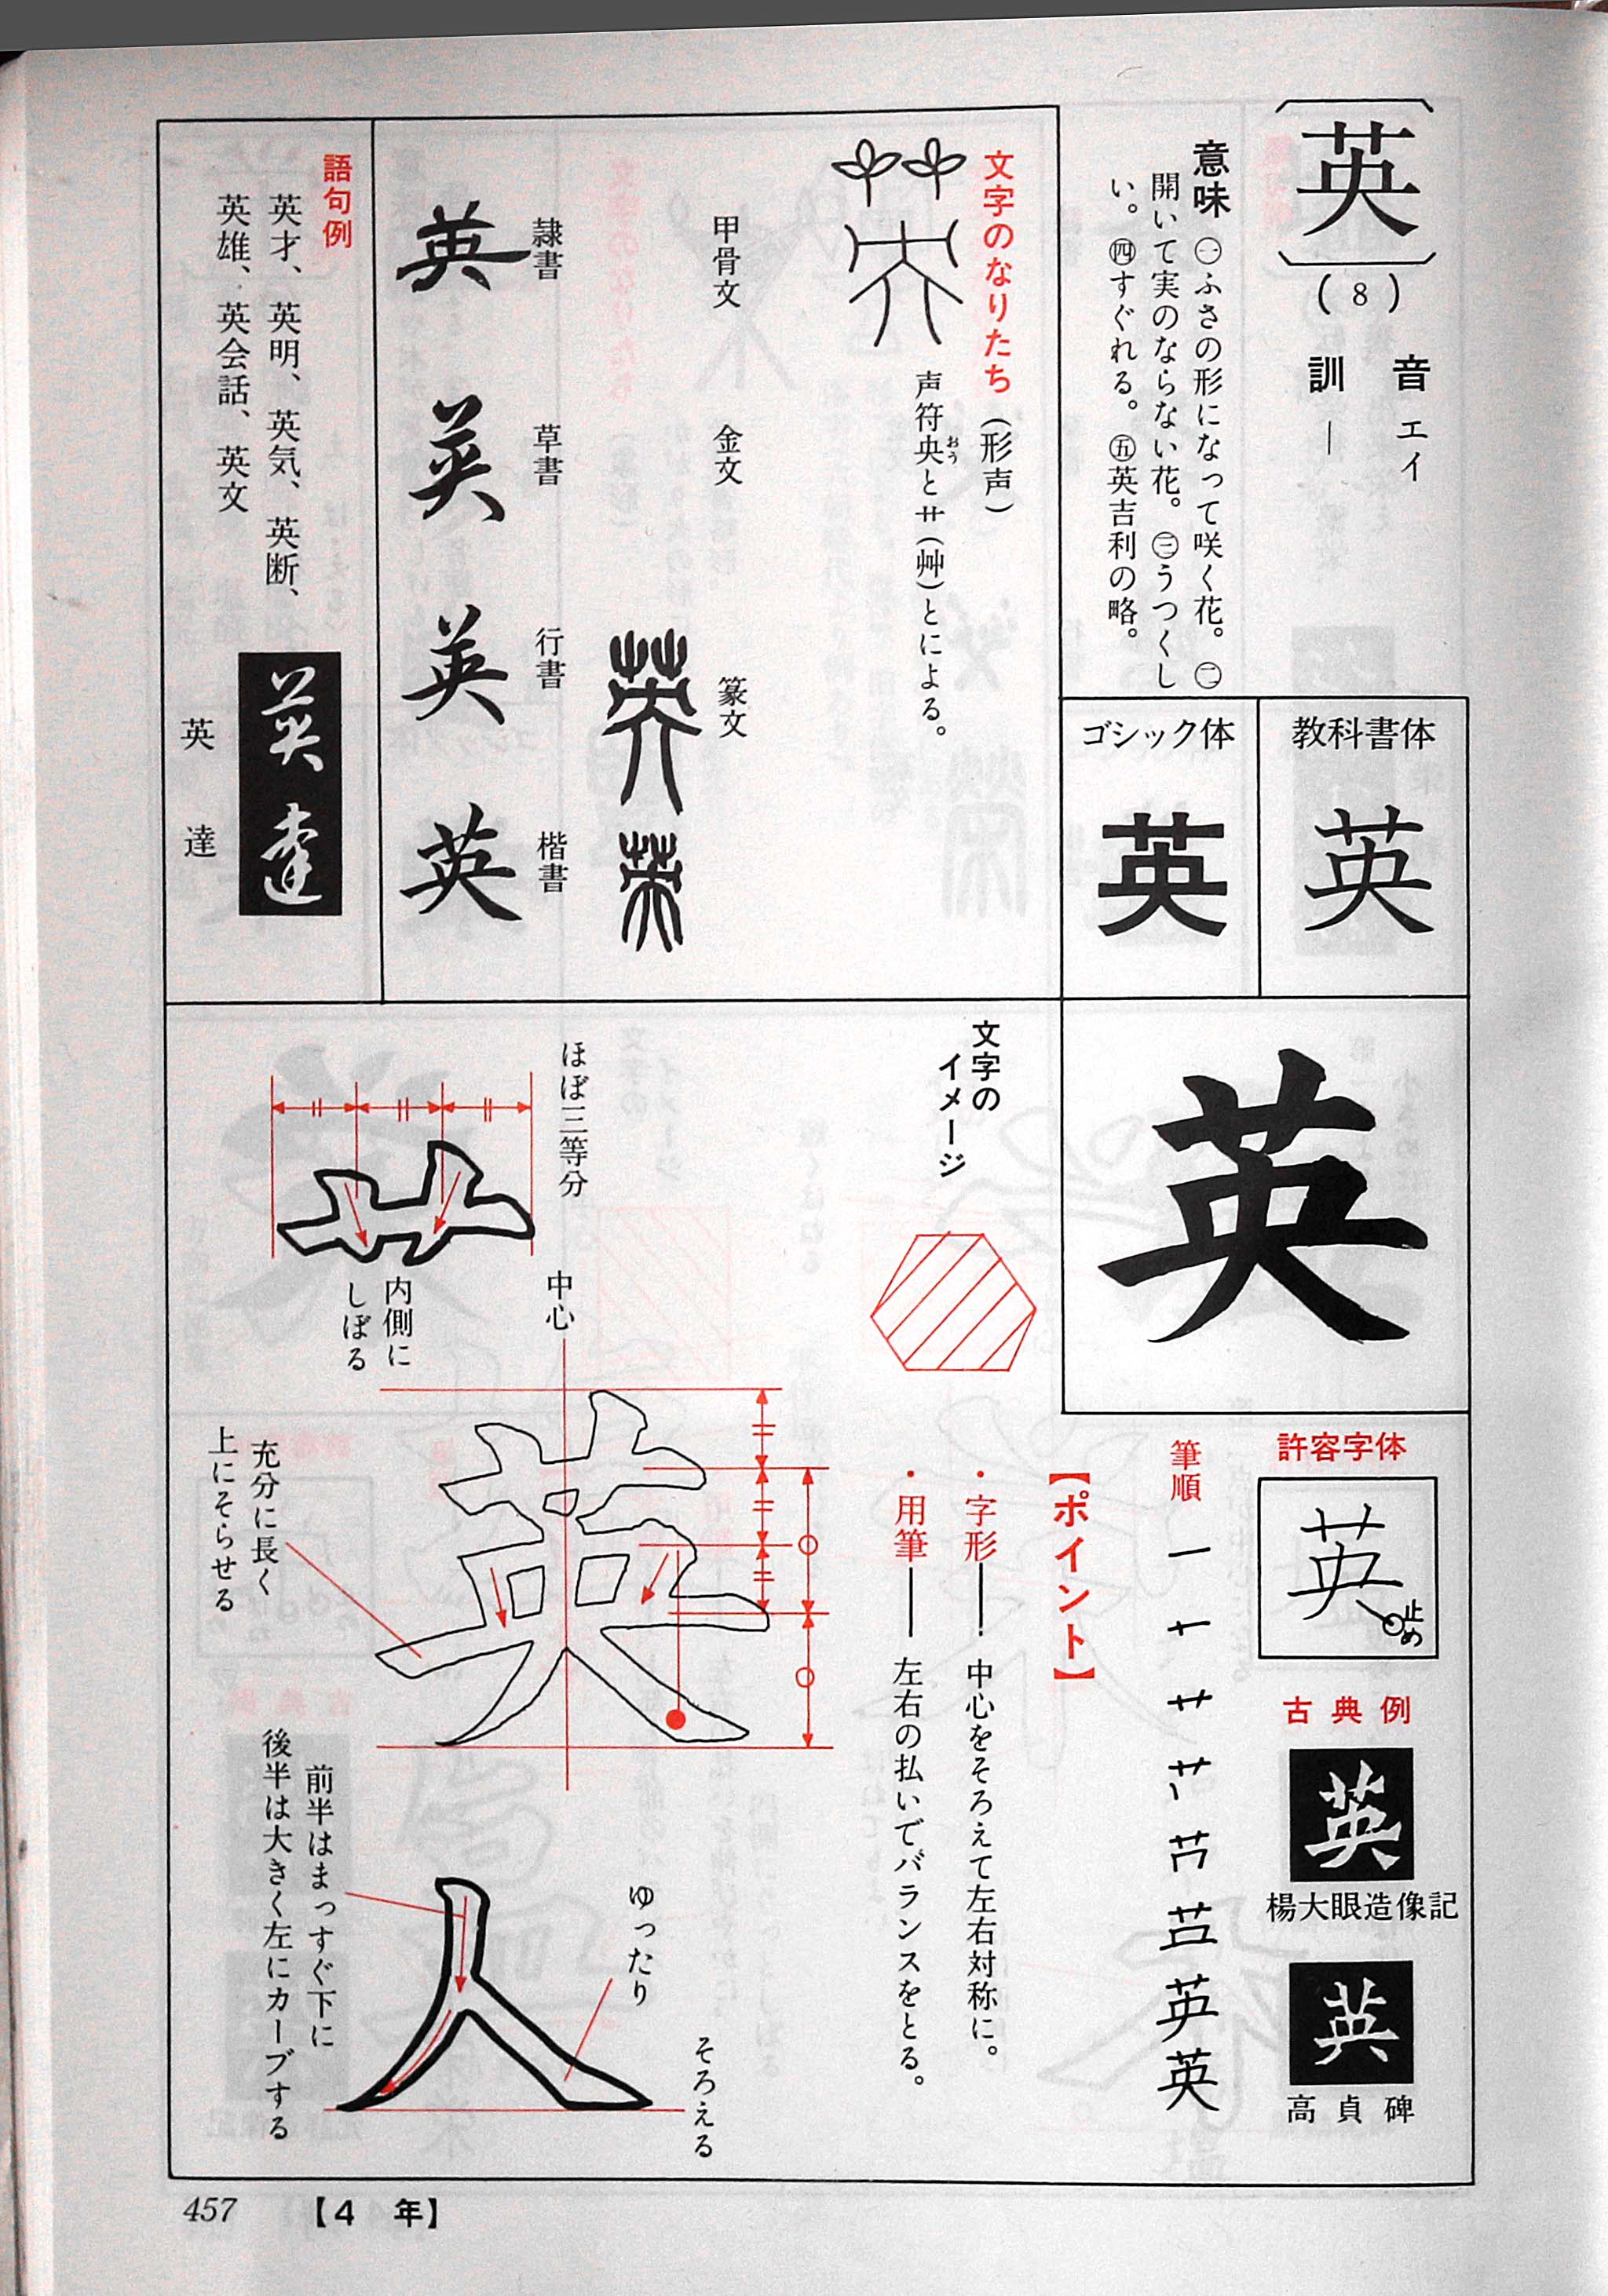 〔英〕
(8)
音 エイ
訓 ―
意味 ㊀ふさの形になって咲く花。㊁
開いて実のならない花。㊂うつくし
い。㊃すぐれる。㊄英吉利の略。
教科書体
英
ゴシック体
英
文字のなりたち(形声)
声符央と艹(艸)とによる。
おう
甲骨文
金文
篆文
隷書
英
草書
英
行書
英
楷書
英
語句例
英才、英明、英気、英断、
英雄、英会話、英文
英達
英 達
英
許容字体
英
止め
古典例
英
楊大眼造像記
英
高貞碑
筆順
英
【ポイント】
・字形――中心をそろえて左右対称に。
・用筆――左右の払いでバランスをとる。
文字の
イメージ
ほぼ三等分
内側に
しぼる
中心
充分に長く
上にそらせる
ゆったり
そろえる
前半はまっすぐ下に
後半は大きく左にカーブする
457 【4 年】